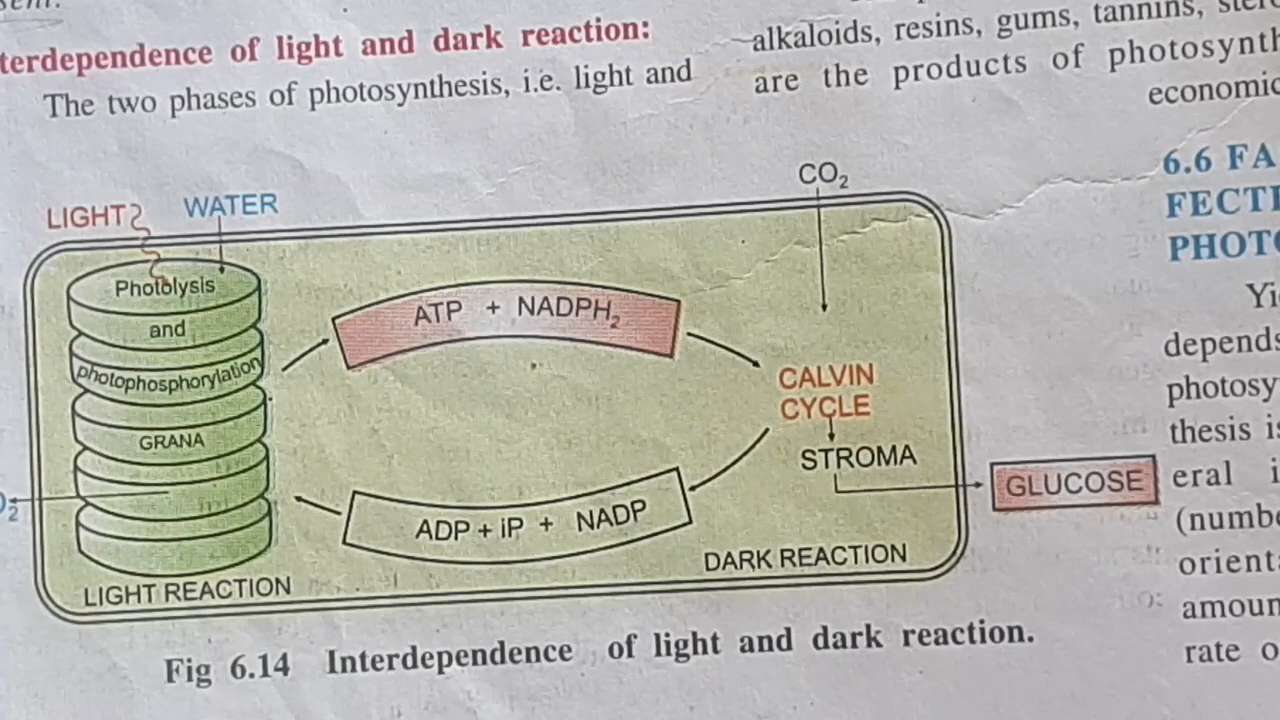 terdependence of light and dark reaction:
The two phases of photosynthesis, i.e. light and
LIGHT
WATER
CO₂
Photolysis
and
photophosphorylation
GRANA
ATP + NADPH₂
CALVIN
CYCLE
STROMA
GLUCOSE
ADP + iP + NADP
DARK REACTION
LIGHT REACTION
Fig 6.14 Interdependence of light and dark reaction.
alkaloids, resins, gums, tannins,
are the products of
economic
6.6 FA
FECTI
PHOTO
Yi
depends
photosy
thesis is
eral i
(numbe
orienta
amoun
rate o